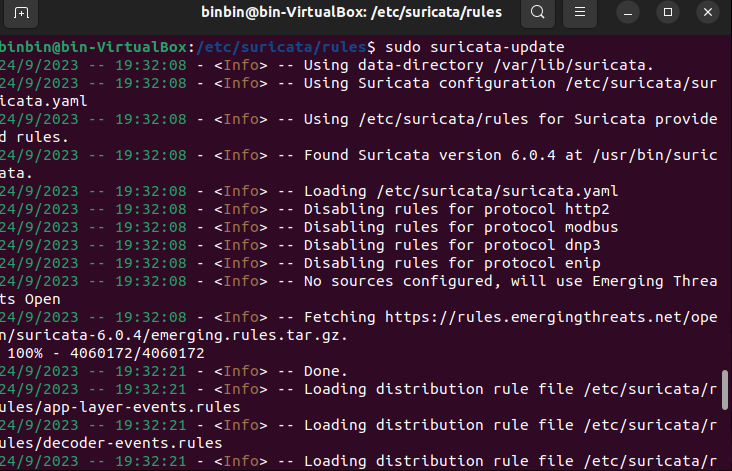 binbin@bin-VirtualBox: /etc/suricata/rules
binbin@bin-VirtualBox:/etc/suricata/rules$ sudo suricata-update
24/9/2023 -- 19:32:08 - <Info> -- Using data-directory /var/lib/suricata.
24/9/2023 -- 19:32:08 - <Info> -- Using Suricata configuration /etc/suricata/sur
icata.yaml
24/9/2023 -- 19:32:08 - <Info> -- Using /etc/suricata/rules for Suricata provide
d rules.
24/9/2023 -- 19:32:08 - <Info> -- Found Suricata version 6.0.4 at /usr/bin/suric
ata.
24/9/2023 -- 19:32:08 - <Info> -- Loading /etc/suricata/suricata.yaml
24/9/2023 -- 19:32:08 - <Info> -- Disabling rules for protocol http2
24/9/2023 -- 19:32:08 - <Info> -- Disabling rules for protocol modbus
24/9/2023 -- 19:32:08 - <Info> -- Disabling rules for protocol dnp3
24/9/2023 -- 19:32:08 - <Info> -- Disabling rules for protocol enip
24/9/2023 -- 19:32:08 - <Info> -- No sources configured, will use Emerging Threa
ts Open
24/9/2023 -- 19:32:08 - <Info> -- Fetching https://rules.emergingthreats.net/ope
n/suricata-6.0.4/emerging.rules.tar.gz.
100% - 4060172/4060172
24/9/2023 -- 19:32:21 - <Info> -- Done.
24/9/2023 -- 19:32:21 - <Info> -- Loading distribution rule file /etc/suricata/r
ules/app-layer-events.rules
24/9/2023 -- 19:32:21 - <Info> -- Loading distribution rule file /etc/suricata/r
ules/decoder-events.rules
24/9/2023 -- 19:32:21 - <Info> -- Loading distribution rule file /etc/suricata/r